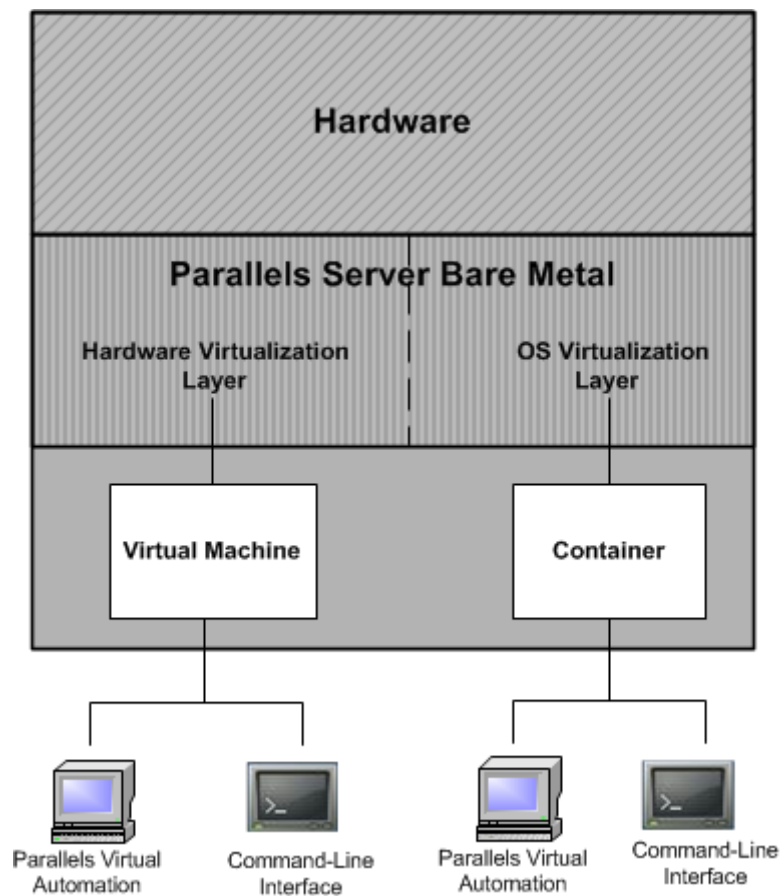 Hardware
Parallels Server Bare Metal
Hardware Virtualization
Layer
OS Virtualization
Layer
Virtual Machine
Container
Parallels Virtual
Automation
Command-Line
Interface
Parallels Virtual
Automation
Command-Line
Interface